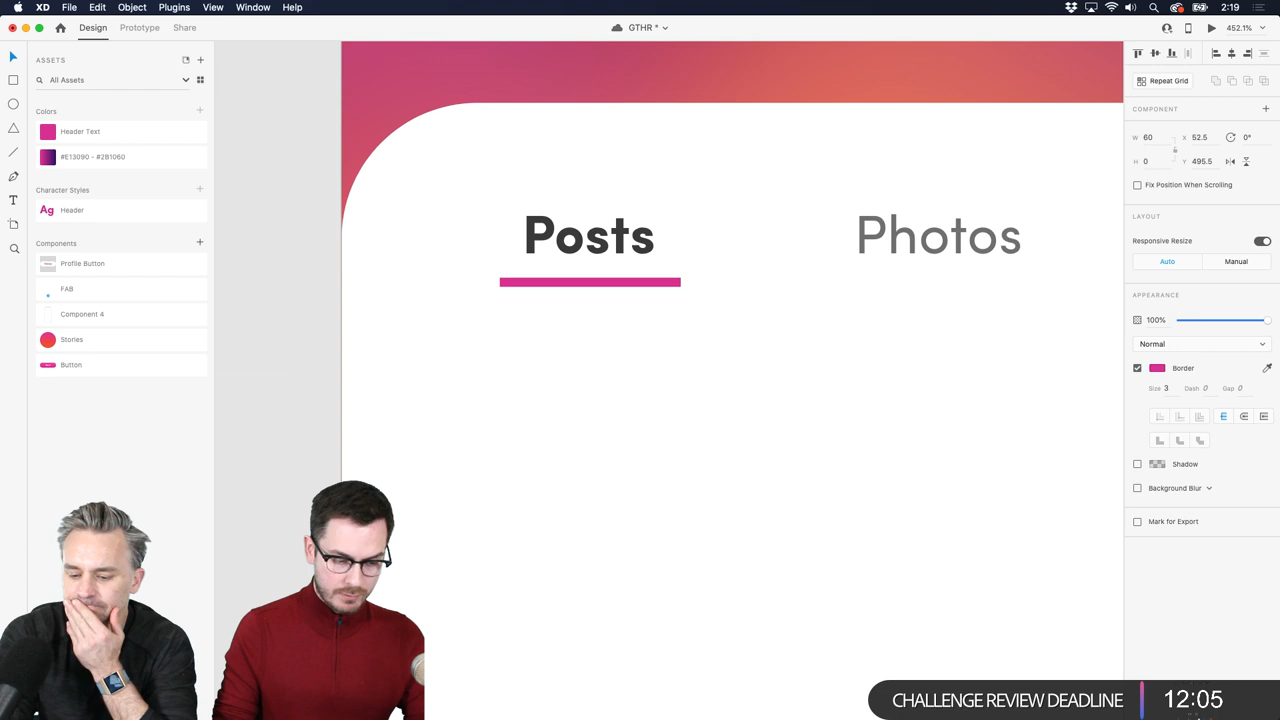 XD File Edit Object Plugins View Window Help 2:19
Design Prototype Share GTHR * 452.1%
ASSETS
All Assets
Colors
Header Text
#E13090 - #2B1060
Character Styles
Ag Header
Components
Profile Button
FAB
Component 4
Stories
Button
Posts Photos
Repeat Grid
COMPONENT
W 60 X 52.5 0°
H 0 Y 495.5
Fix Position When Scrolling
LAYOUT
Responsive Resize
Auto Manual
APPEARANCE
100%
Normal
Border
Size 3 Dash 0 Gap 0
Shadow
Background Blur
Mark for Export
CHALLENGE REVIEW DEADLINE 12:05